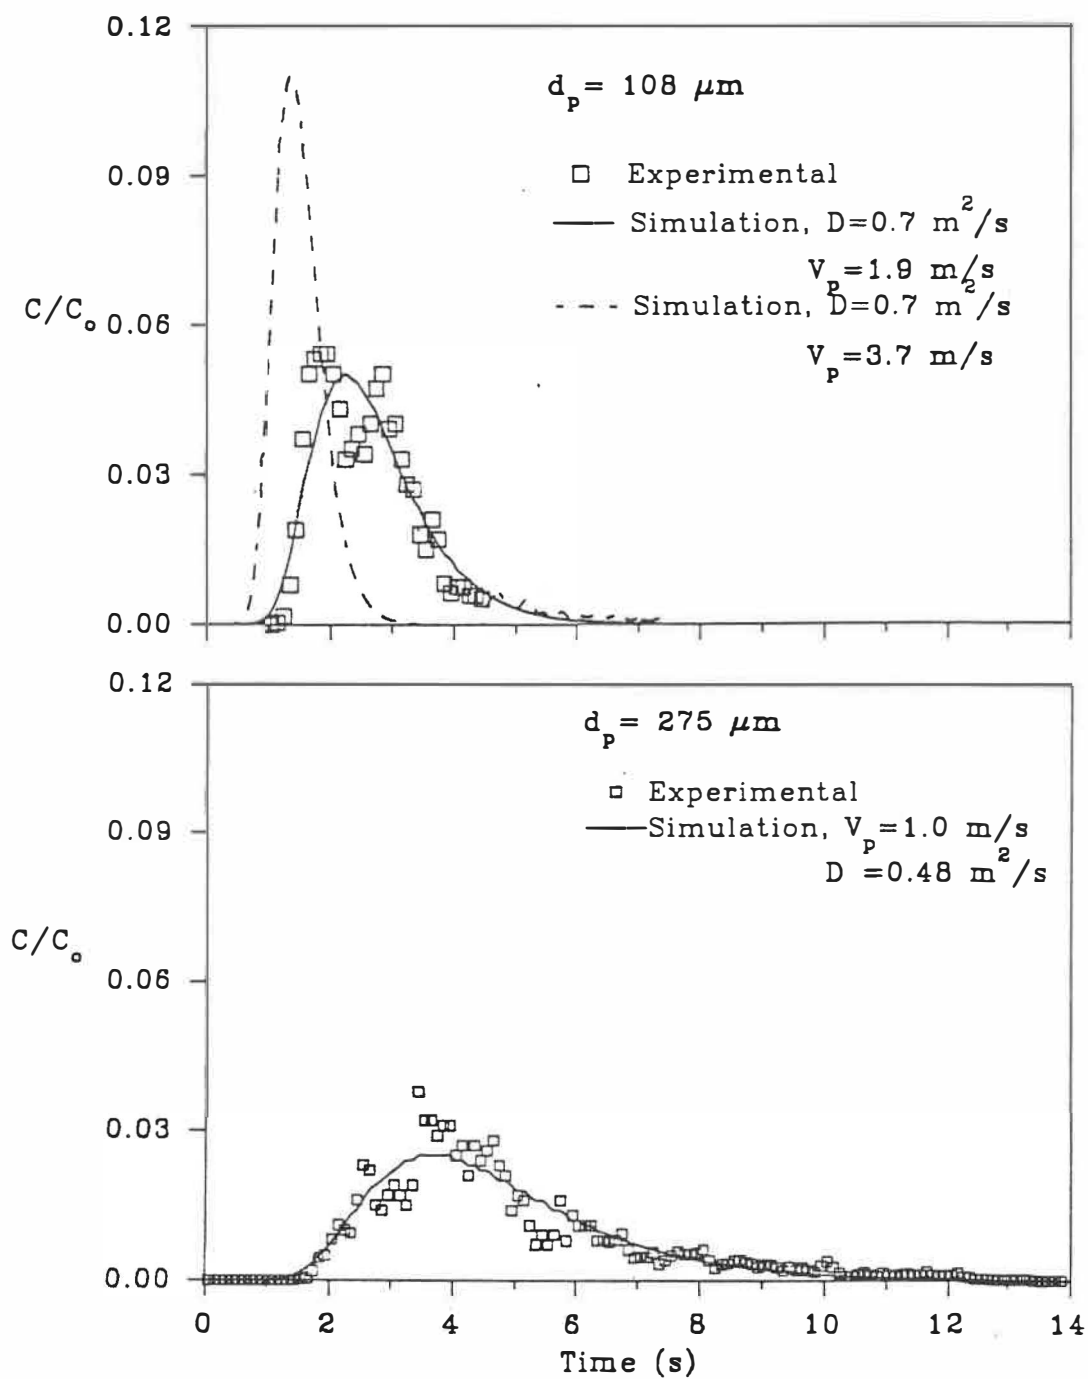 0.12
d_p= 108 μm
0.09
□ Experimental
Simulation, D=0.7 m²/s
V_p=1.9 m/s
C/C_o
0.06
Simulation, D=0.7 m²/s
V_p=3.7 m/s
0.03
0.00
0.12
d_p= 275 μm
□ Experimental
Simulation, V_p=1.0 m/s
0.09
D =0.48 m²/s
C/C_o
0.06
0.03
0.00
0 2 4 6 8 10 12 14
Time (s)